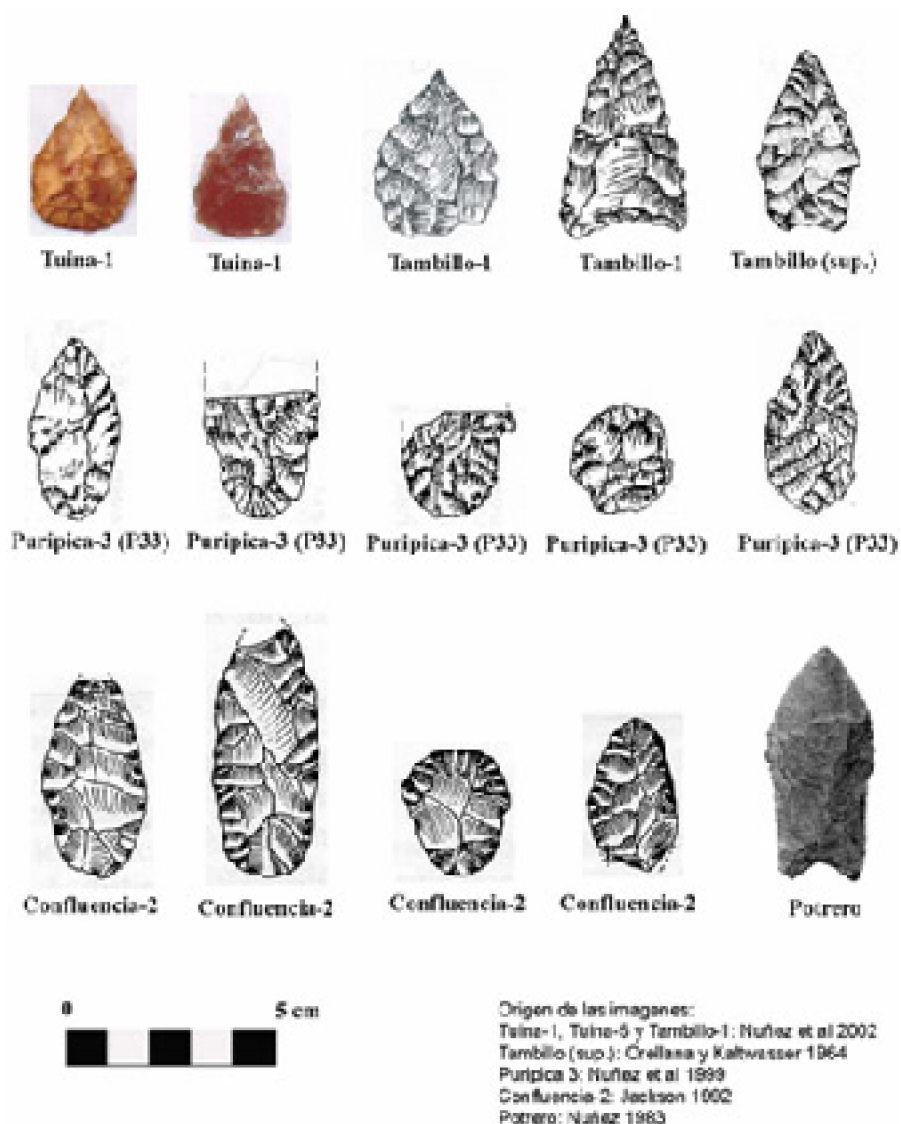 Tuina-1 Tuina-1 Tambillo-1 Tambillo-1 Tambillo (sup.)
Puripica-3 (P33) Puripica-3 (P33) Puripica-3 (P33) Puripica-3 (P33) Puripica-3 (P33)
Confluencia-2 Confluencia-2 Confluencia-2 Confluencia-2 Potrero
0 5 cm
Origen de las imagenes:
Tuina-1, Tuina-5 y Tambillo-1: Nuñez et al 2002
Tambillo (sup.): Orellana y Kaltwasser 1964
Puripica 3: Nuñez et al 1999
Confluencia-2: Jackson
Potrero: Nuñez 1983